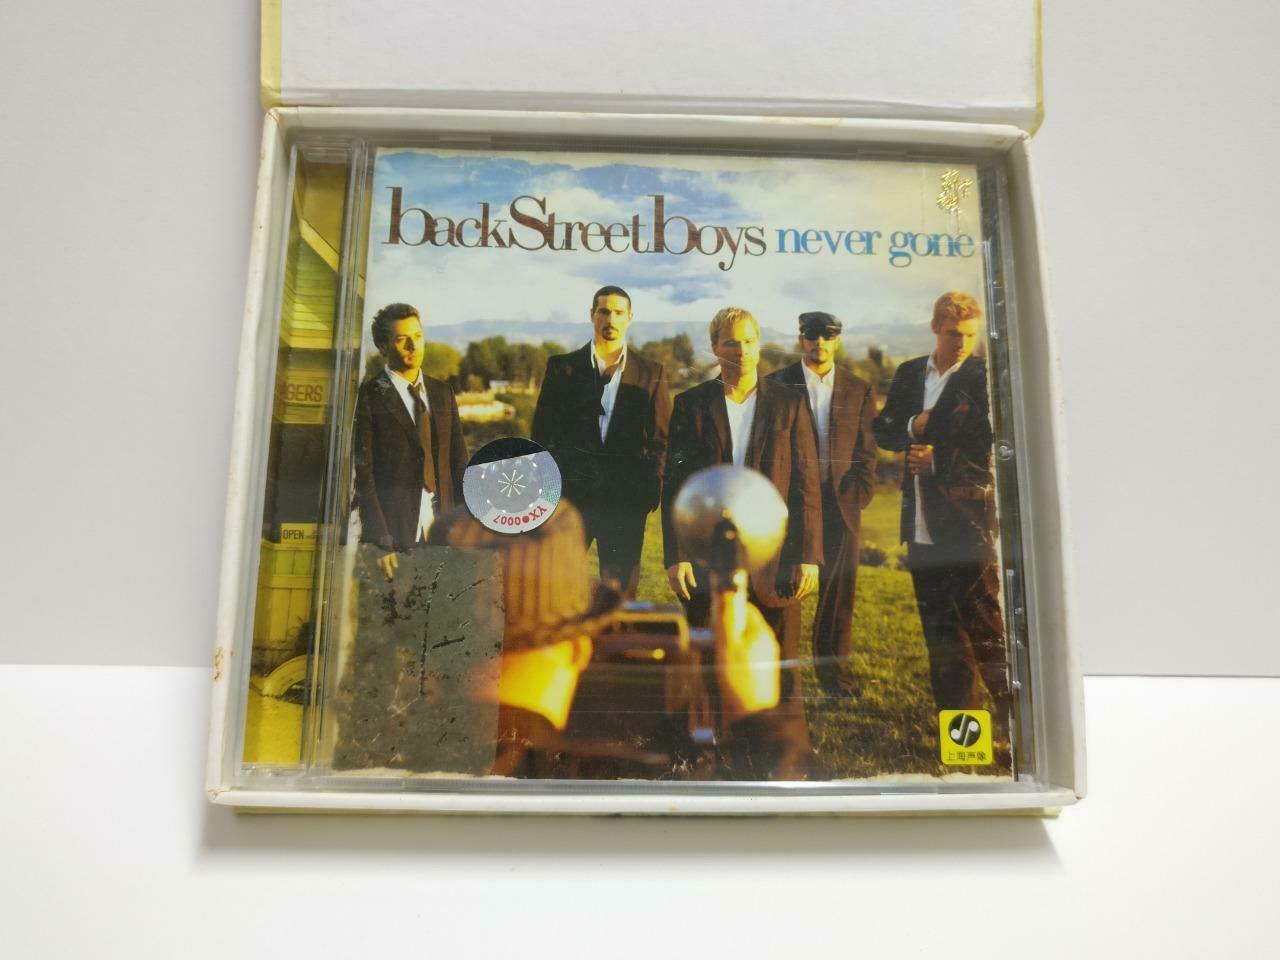 backStreetboys never gone
GERS
OPEN
YX●0007
上海声像